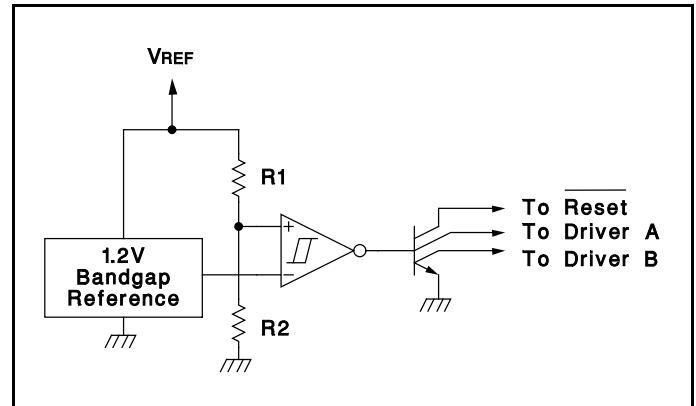 VREF
R1
+
−
1.2V
Bandgap
Reference
R2
To Reset
To Driver A
To Driver B